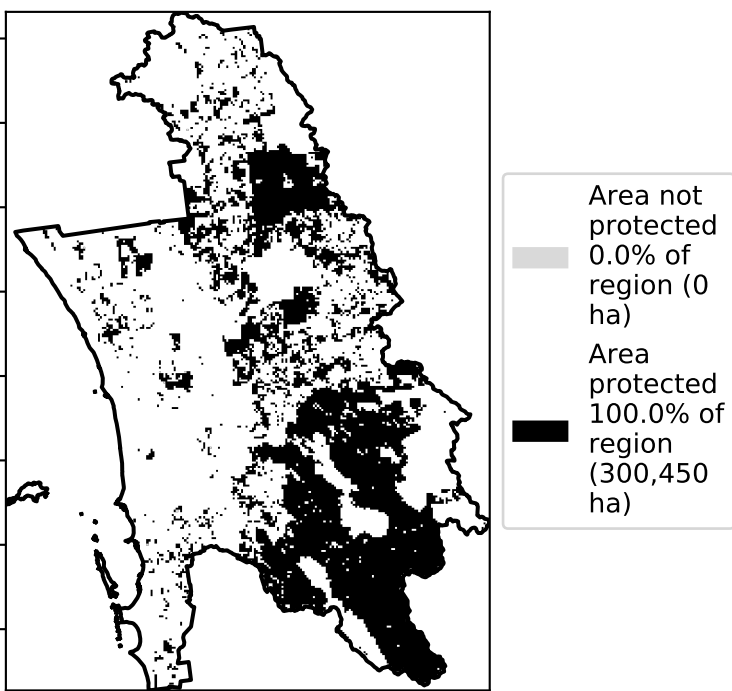 Area not
protected
0.0% of
region (0
ha)
Area
protected
100.0% of
region
(300,450
ha)